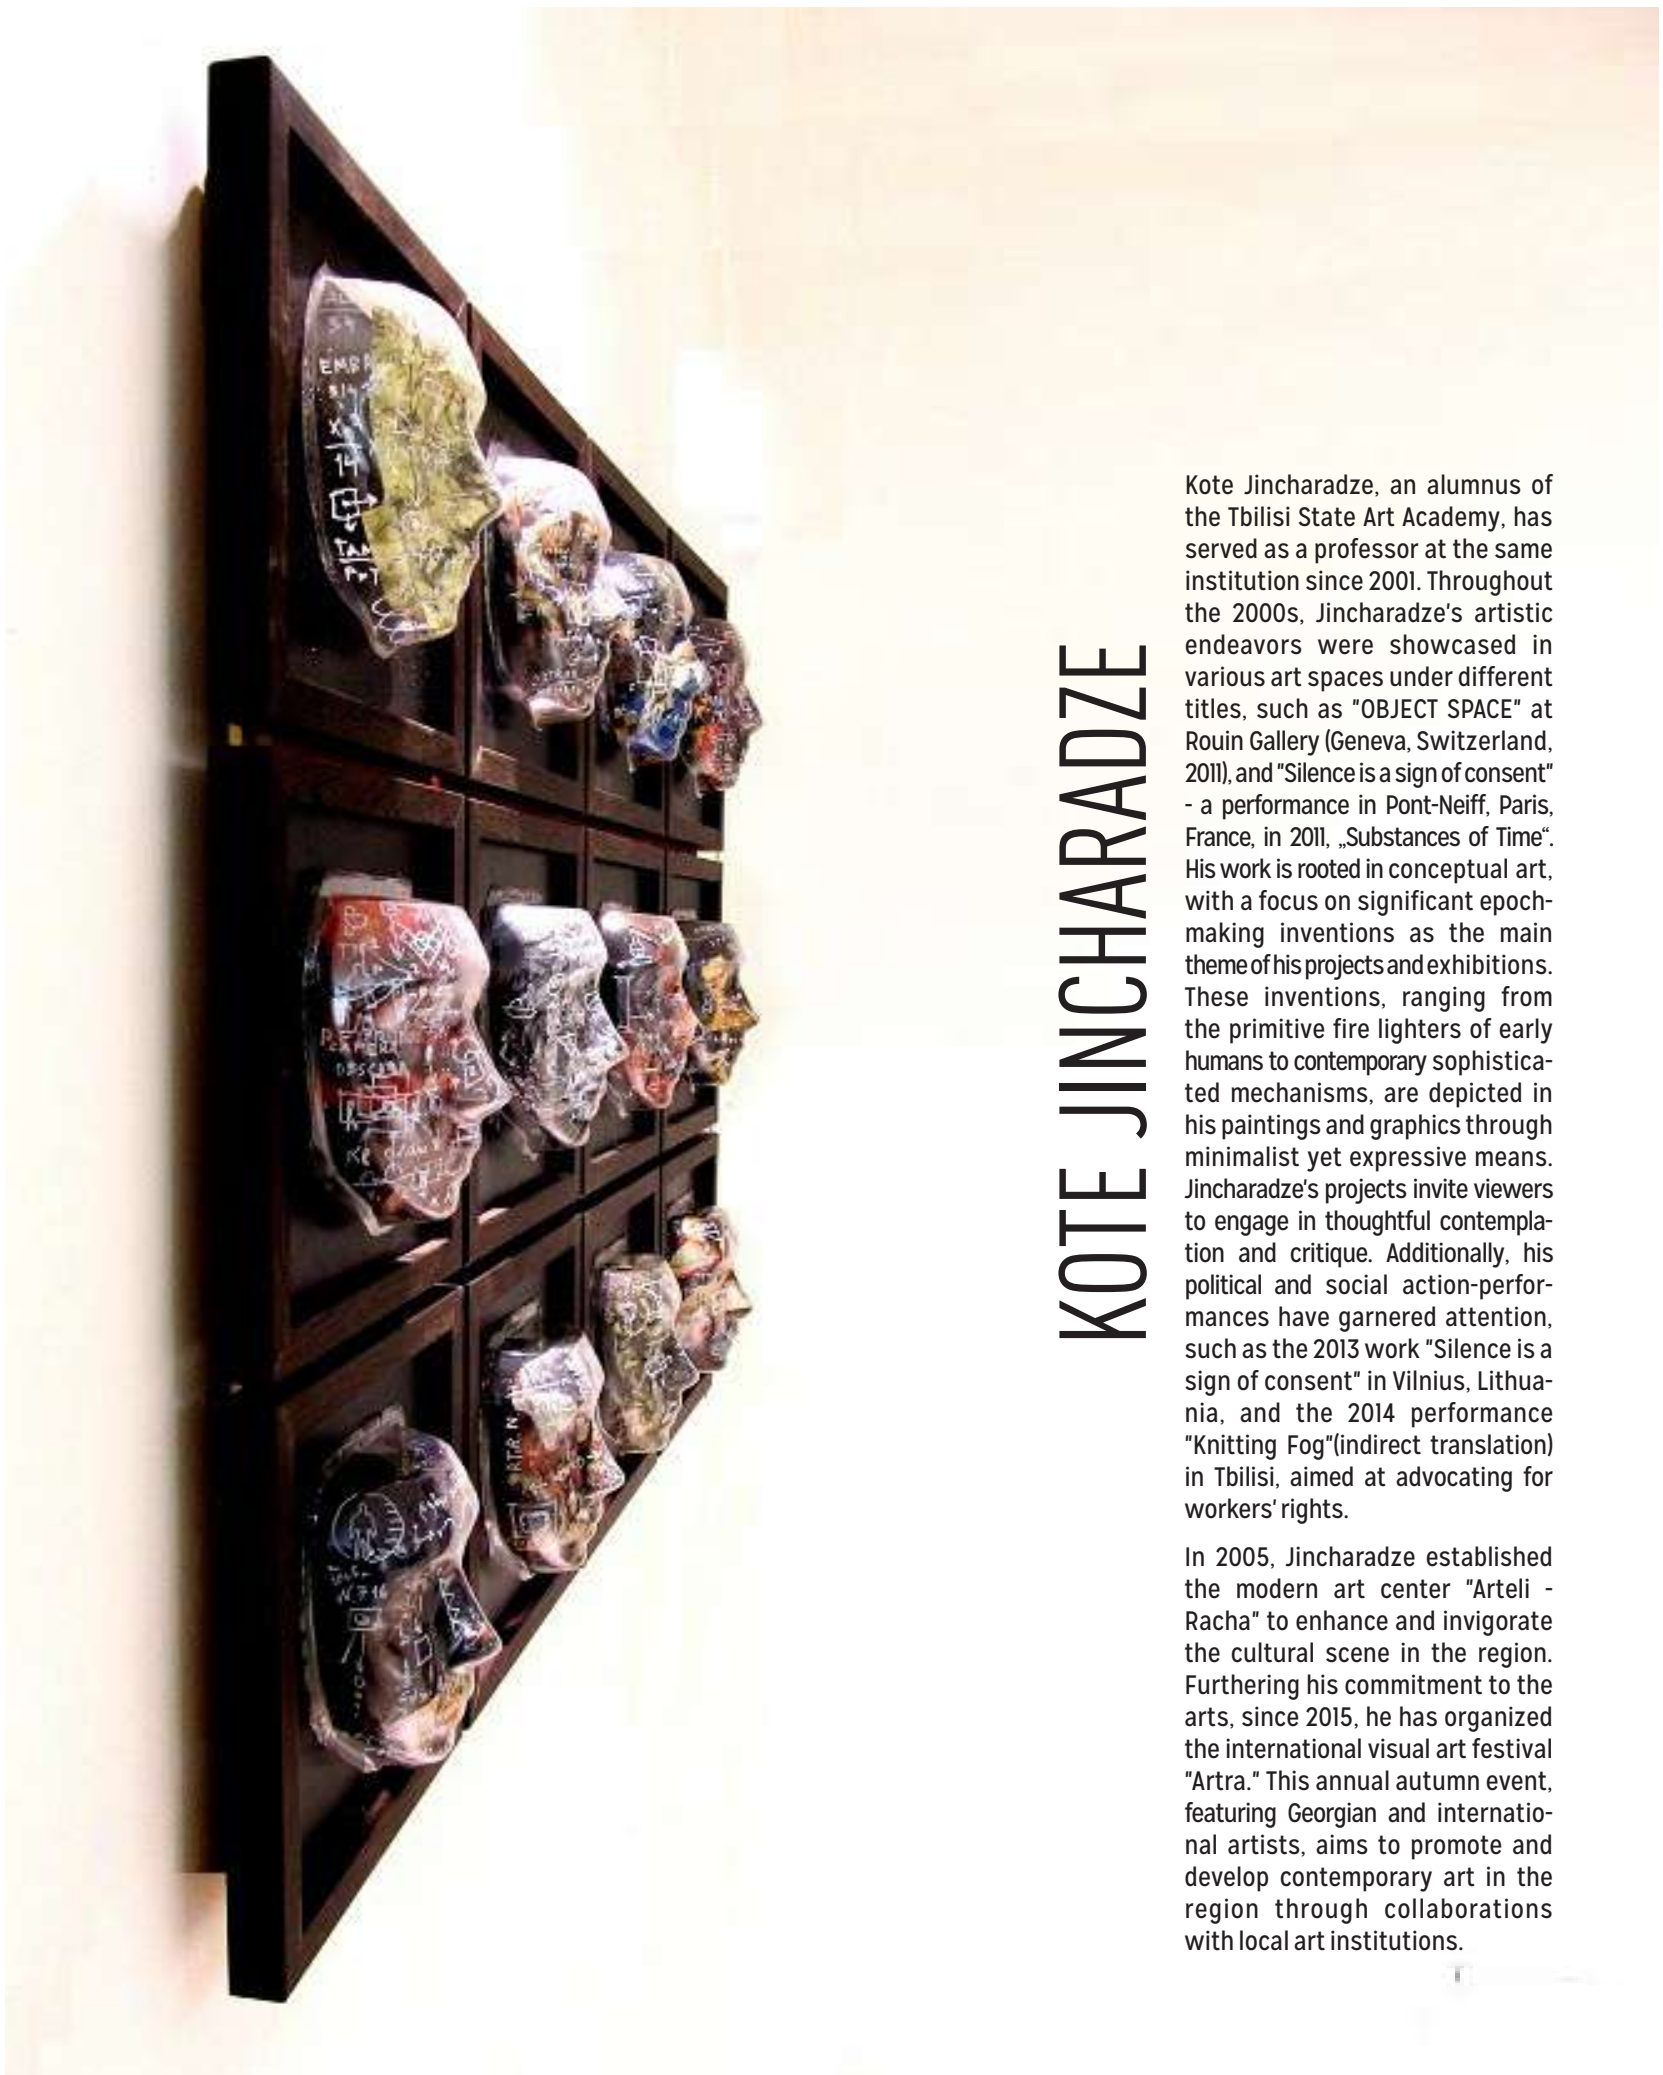 KOTE JINCHARADZE
Kote Jincharadze, an alumnus of
the Tbilisi State Art Academy, has
served as a professor at the same
institution since 2001. Throughout
the 2000s, Jincharadze's artistic
endeavors were showcased in
various art spaces under different
titles, such as "OBJECT SPACE" at
Rouin Gallery (Geneva, Switzerland,
2011), and "Silence is a sign of consent"
- a performance in Pont-Neiff, Paris,
France, in 2011, „Substances of Time“.
His work is rooted in conceptual art,
with a focus on significant epoch-
making inventions as the main
theme of his projects and exhibitions.
These inventions, ranging from
the primitive fire lighters of early
humans to contemporary sophistica-
ted mechanisms, are depicted in
his paintings and graphics through
minimalist yet expressive means.
Jincharadze's projects invite viewers
to engage in thoughtful contempla-
tion and critique. Additionally, his
political and social action-perfor-
mances have garnered attention,
such as the 2013 work "Silence is a
sign of consent" in Vilnius, Lithua-
nia, and the 2014 performance
"Knitting Fog"(indirect translation)
in Tbilisi, aimed at advocating for
workers' rights.
In 2005, Jincharadze established
the modern art center "Arteli -
Racha" to enhance and invigorate
the cultural scene in the region.
Furthering his commitment to the
arts, since 2015, he has organized
the international visual art festival
"Artra." This annual autumn event,
featuring Georgian and internatio-
nal artists, aims to promote and
develop contemporary art in the
region through collaborations
with local art institutions.